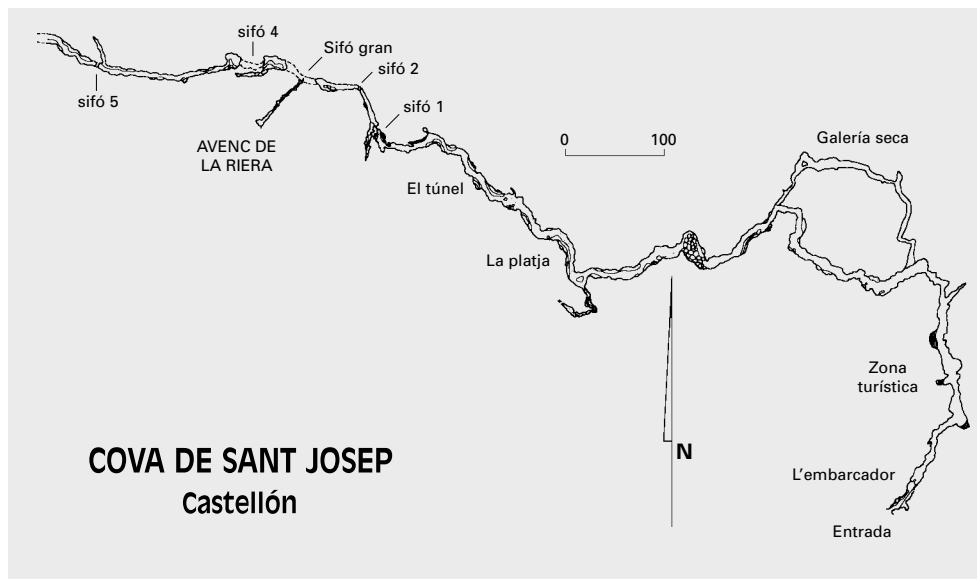 sifó 4
Sifó gran
sifó 2
sifó 5
sifó 1
AVENC DE
LA RIERA
0
100
Galería seca
El túnel
La platja
Zona
turística
N
COVA DE SANT JOSEP
Castellón
L'embarcador
Entrada